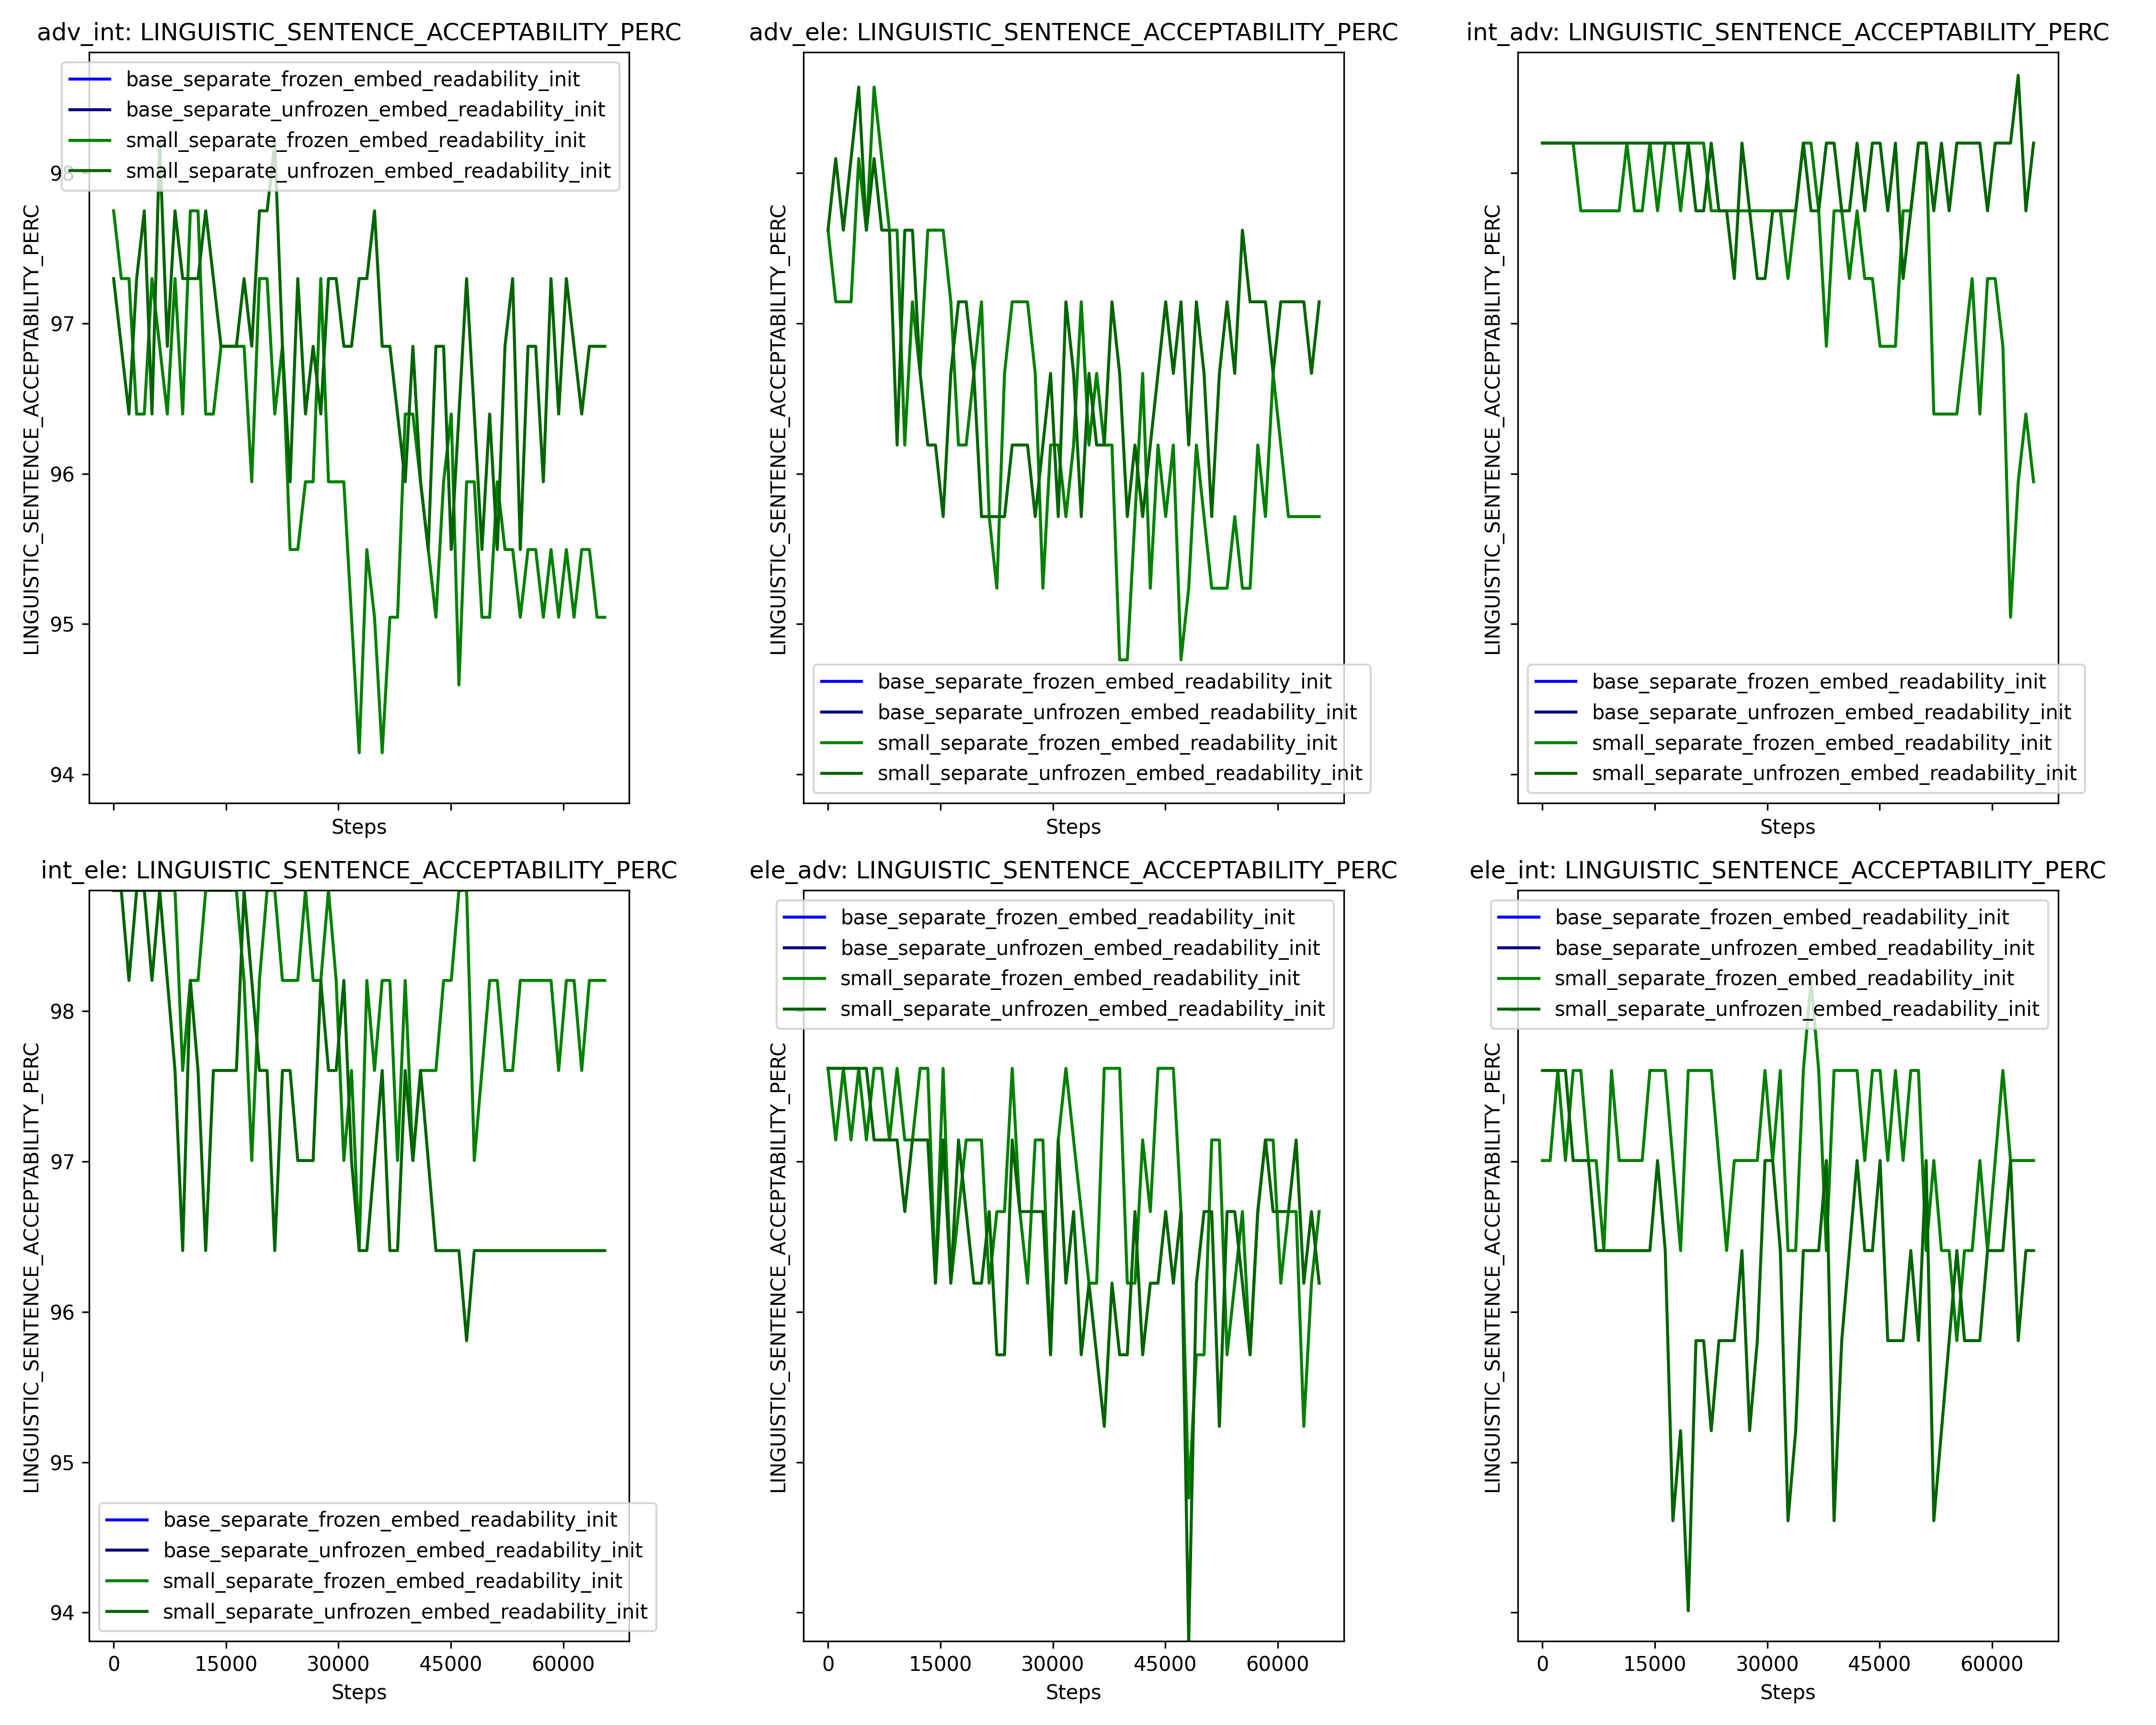 adv_int: LINGUISTIC_SENTENCE_ACCEPTABILITY_PERC
LINGUISTIC_SENTENCE_ACCEPTABILITY_PERC
98
97
96
95
94
base_separate_frozen_embed_readability_init
base_separate_unfrozen_embed_readability_init
small_separate_frozen_embed_readability_init
small_separate_unfrozen_embed_readability_init
Steps
adv_ele: LINGUISTIC_SENTENCE_ACCEPTABILITY_PERC
LINGUISTIC_SENTENCE_ACCEPTABILITY_PERC
base_separate_frozen_embed_readability_init
base_separate_unfrozen_embed_readability_init
small_separate_frozen_embed_readability_init
small_separate_unfrozen_embed_readability_init
Steps
int_adv: LINGUISTIC_SENTENCE_ACCEPTABILITY_PERC
LINGUISTIC_SENTENCE_ACCEPTABILITY_PERC
base_separate_frozen_embed_readability_init
base_separate_unfrozen_embed_readability_init
small_separate_frozen_embed_readability_init
small_separate_unfrozen_embed_readability_init
Steps
int_ele: LINGUISTIC_SENTENCE_ACCEPTABILITY_PERC
LINGUISTIC_SENTENCE_ACCEPTABILITY_PERC
98
97
96
95
94
base_separate_frozen_embed_readability_init
base_separate_unfrozen_embed_readability_init
small_separate_frozen_embed_readability_init
small_separate_unfrozen_embed_readability_init
0 15000 30000 45000 60000
Steps
ele_adv: LINGUISTIC_SENTENCE_ACCEPTABILITY_PERC
LINGUISTIC_SENTENCE_ACCEPTABILITY_PERC
base_separate_frozen_embed_readability_init
base_separate_unfrozen_embed_readability_init
small_separate_frozen_embed_readability_init
small_separate_unfrozen_embed_readability_init
0 15000 30000 45000 60000
Steps
ele_int: LINGUISTIC_SENTENCE_ACCEPTABILITY_PERC
LINGUISTIC_SENTENCE_ACCEPTABILITY_PERC
base_separate_frozen_embed_readability_init
base_separate_unfrozen_embed_readability_init
small_separate_frozen_embed_readability_init
small_separate_unfrozen_embed_readability_init
0 15000 30000 45000 60000
Steps